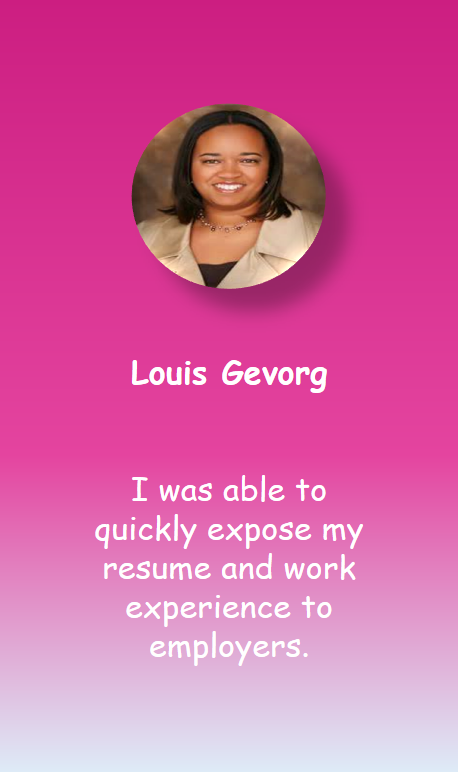 Louis Gevorg
I was able to
quickly expose my
resume and work
experience to
employers.